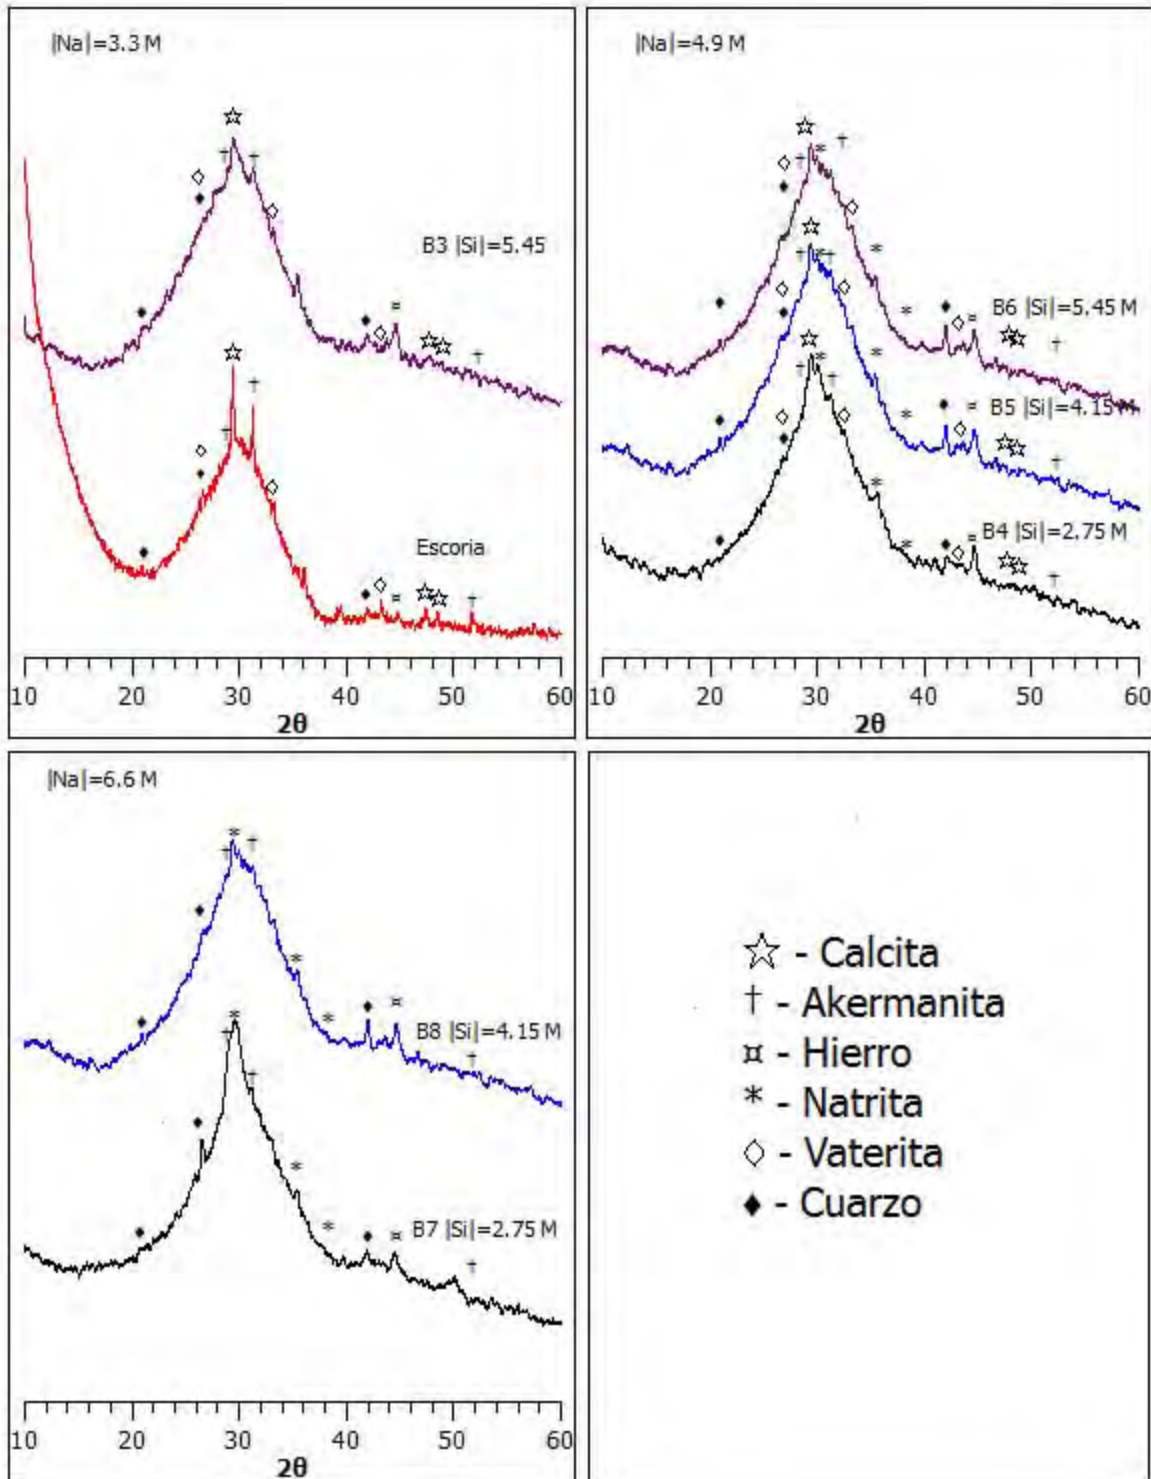 |Na|=3.3 M
B3 |Si|=5.45
Escoria
10 20 30 40 50 60
2θ
|Na|=4.9 M
B6 |Si|=5.45 M
B5 |Si|=4.15 M
B4 |Si|=2.75 M
10 20 30 40 50 60
2θ
|Na|=6.6 M
B8 |Si|=4.15 M
B7 |Si|=2.75 M
10 20 30 40 50 60
2θ
☆ - Calcita
† - Akermanita
¤ - Hierro
* - Natrita
◇ - Vaterita
◆ - Cuarzo